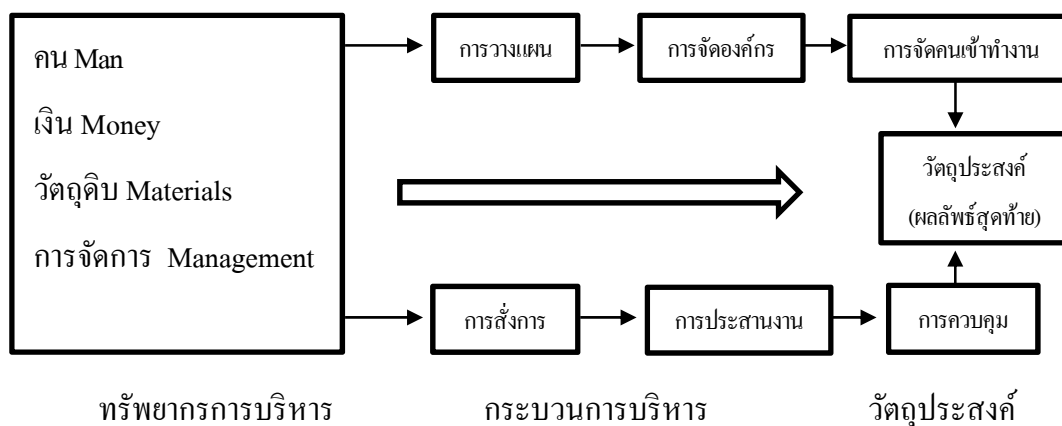 คน Man
เงิน Money
วัตถุดิบ Materials
การจัดการ Management
การวางแผน
การจัดองค์กร
การจัดคนเข้าทำงาน
วัตถุประสงค์
(ผลลัพธ์สุดท้าย)
การสั่งการ
การประสานงาน
การควบคุม
ทรัพยากรการบริหาร
กระบวนการบริหาร
วัตถุประสงค์